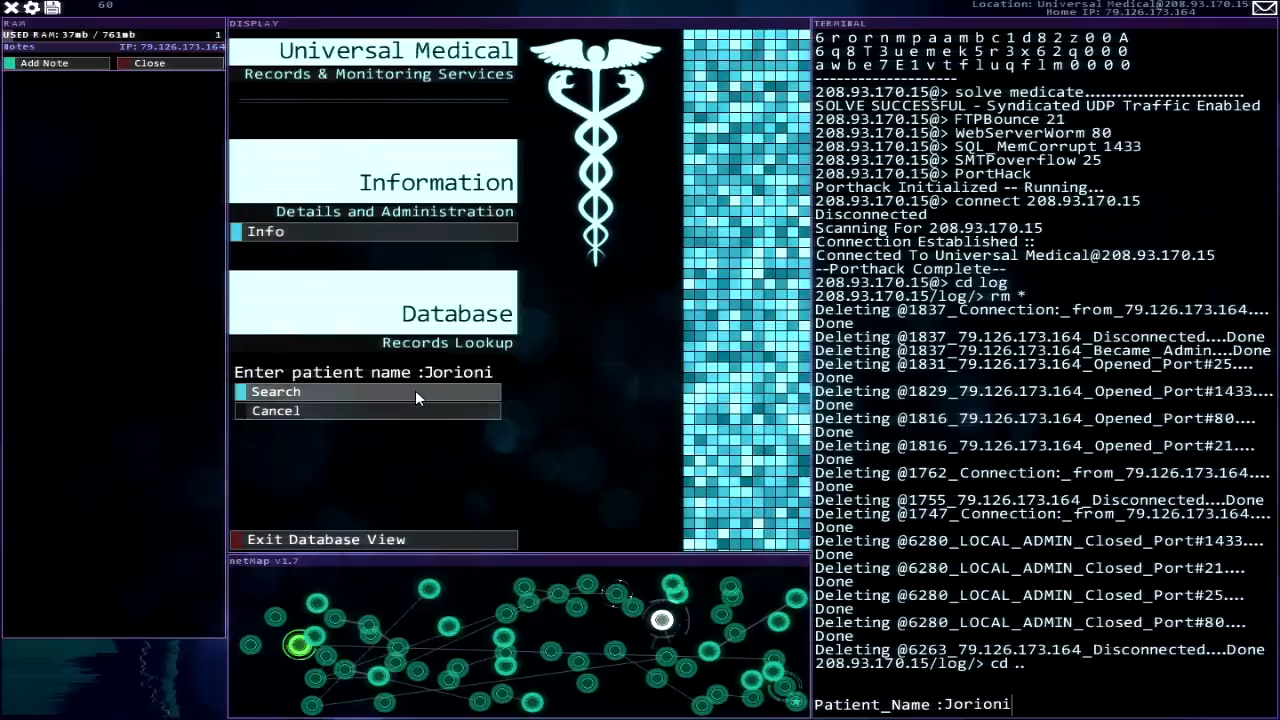 60
Location: Universal Medical@208.93.170.15
Home IP: 79.126.173.164
RAM
USED RAM: 37mb / 761mb 1
Notes IP: 79.126.173.164
Add Note Close
DISPLAY
Universal Medical
Records & Monitoring Services
Information
Details and Administration
Info
Database
Records Lookup
Enter patient name :Jorioni
Search
Cancel
Exit Database View
netMap v1.7
TERMINAL
6 r o r n m p a a m b c 1 d 8 2 z 0 0 A
6 q 8 T 3 u e m e k 5 r 3 x 6 2 q 0 0 0
a w b e 7 E 1 v t f l u q f l m 0 0 0 0
--------------------
208.93.170.15@> solve medicate...........................
SOLVE SUCCESSFUL - Syndicated UDP Traffic Enabled
208.93.170.15@> FTPBounce 21
208.93.170.15@> WebServerWorm 80
208.93.170.15@> SQL_MemCorrupt 1433
208.93.170.15@> SMTPoverflow 25
208.93.170.15@> PortHack
Porthack Initialized -- Running...
208.93.170.15@> connect 208.93.170.15
Disconnected
Scanning For 208.93.170.15
Connection Established ::
Connected To Universal Medical@208.93.170.15
--Porthack Complete--
208.93.170.15@> cd log
208.93.170.15/log/> rm *
Deleting @1837_Connection:_from_79.126.173.164....
Done
Deleting @1837_79.126.173.164_Disconnected....Done
Deleting @1837_79.126.173.164_Became_Admin....Done
Deleting @1831_79.126.173.164_Opened_Port#25....
Done
Deleting @1829_79.126.173.164_Opened_Port#1433....
Done
Deleting @1816_79.126.173.164_Opened_Port#80....
Done
Deleting @1816_79.126.173.164_Opened_Port#21....
Done
Deleting @1762_Connection:_from_79.126.173.164....
Done
Deleting @1755_79.126.173.164_Disconnected....Done
Deleting @1747_Connection:_from_79.126.173.164....
Done
Deleting @6280_LOCAL_ADMIN_Closed_Port#1433....
Done
Deleting @6280_LOCAL_ADMIN_Closed_Port#21....
Done
Deleting @6280_LOCAL_ADMIN_Closed_Port#25....
Done
Deleting @6280_LOCAL_ADMIN_Closed_Port#80....
Done
Deleting @6263_79.126.173.164_Disconnected....Done
208.93.170.15/log/> cd ..
Patient_Name :Jorioni